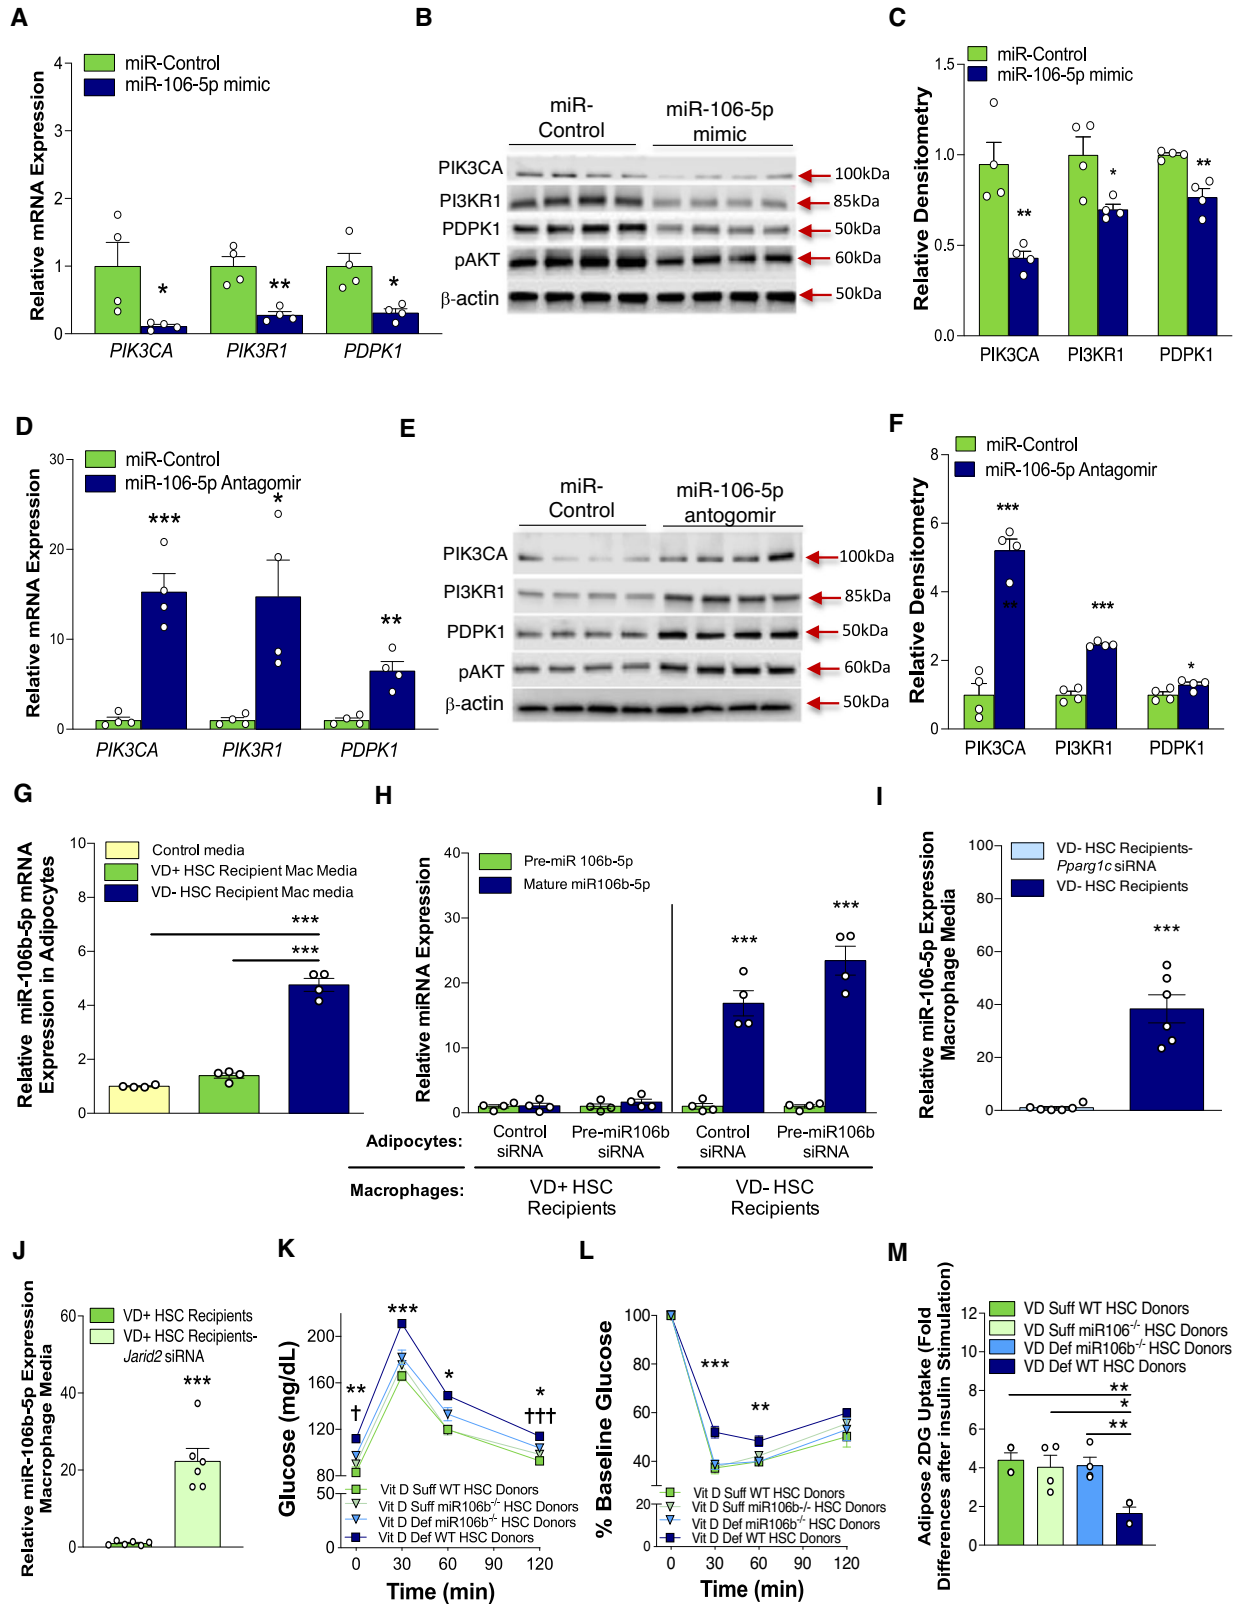 A
miR-Control
miR-106-5p mimic
Relative mRNA Expression
4
3
2
1
0
*
**
*
PIK3CA
PIK3R1
PDPK1
B
miR-
Control
miR-106-5p
mimic
PIK3CA
100kDa
PI3KR1
85kDa
PDPK1
50kDa
pAKT
60kDa
β-actin
50kDa
C
miR-Control
miR-106-5p mimic
Relative Densitometry
1.5
1.0
0.5
0.0
**
*
**
PIK3CA
PI3KR1
PDPK1
D
miR-Control
miR-106-5p Antagomir
Relative mRNA Expression
30
20
10
0
***
*
**
PIK3CA
PIK3R1
PDPK1
E
miR-
Control
miR-106-5p
antogomir
PIK3CA
100kDa
PI3KR1
85kDa
PDPK1
50kDa
pAKT
60kDa
β-actin
50kDa
F
miR-Control
miR-106-5p Antagomir
Relative Densitometry
8
6
4
2
0
***
**
***
*
PIK3CA
PI3KR1
PDPK1
G
Control media
VD+ HSC Recipient Mac Media
VD- HSC Recipient Mac media
Relative miR-106b-5p mRNA
Expression in Adipocytes
10
8
6
4
2
0
***
***
H
Pre-miR 106b-5p
Mature miR106b-5p
Relative miRNA Expression
40
30
20
10
0
***
***
Adipocytes:
Control
siRNA
Pre-miR106b
siRNA
Control
siRNA
Pre-miR106b
siRNA
Macrophages:
VD+ HSC
Recipients
VD- HSC
Recipients
I
VD- HSC Recipients-
Pparg1c siRNA
VD- HSC Recipients
Relative miR-106-5p Expression
Macrophage Media
100
80
60
40
20
0
***
J
VD+ HSC Recipients
VD+ HSC Recipients-
Jarid2 siRNA
Relative miR-106b-5p Expression
Macrophage Media
60
40
20
0
***
K
Glucose (mg/dL)
200
160
120
80
50
0
**
†
***
*
*
†††
Vit D Suff WT HSC Donors
Vit D Suff miR106b-/- HSC Donors
Vit D Def miR106b-/- HSC Donors
Vit D Def WT HSC Donors
0
30
60
120
Time (min)
L
% Baseline Glucose
100
80
60
40
20
0
***
**
Vit D Suff WT HSC Donors
Vit D Suff miR106b-/- HSC Donors
Vit D Def miR106b-/- HSC Donors
Vit D Def WT HSC Donors
0
30
60
120
Time (min)
M
Adipose 2DG Uptake (Fold
Differences after insulin Stimulation)
12
10
8
6
4
2
0
VD Suff WT HSC Donors
VD Suff miR106-/- HSC Donors
VD Def miR106b-/- HSC Donors
VD Def WT HSC Donors
**
*
**